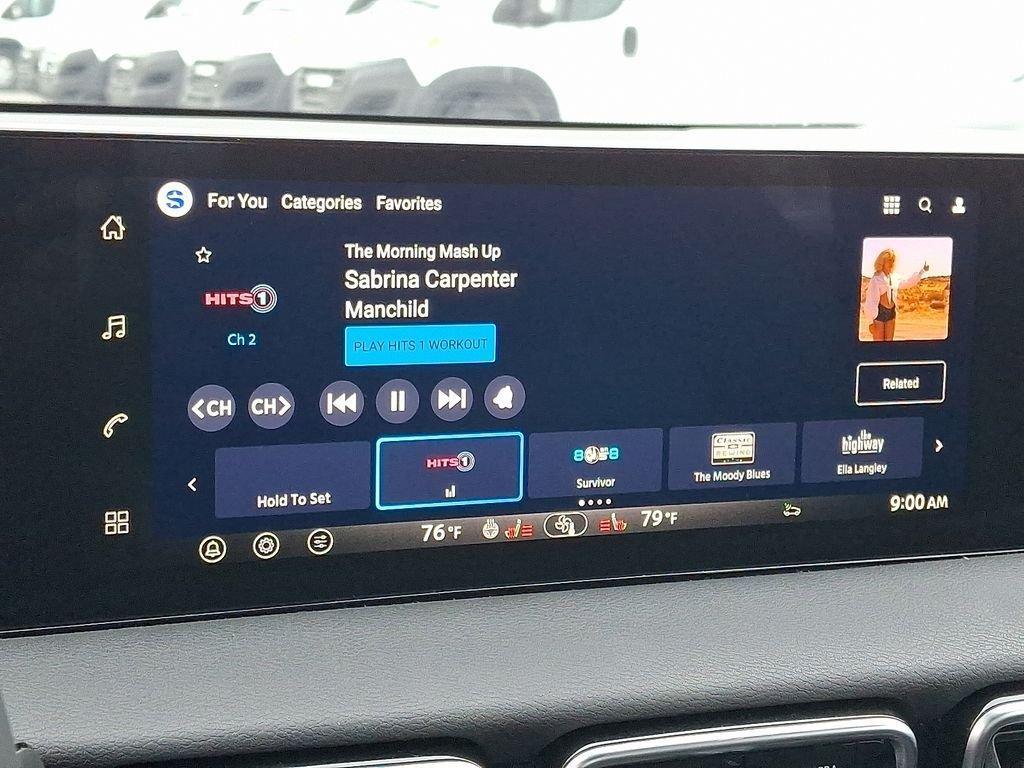 For You Categories Favorites
The Morning Mash Up
Sabrina Carpenter
Manchild
HITS 1
Ch 2
PLAY HITS 1 WORKOUT
Related
<CH
CH>
Hold To Set
HITS 1
Survivor
Classic
REWIND
The Moody Blues
the
highway
Ella Langley
76°F
79°F
9:00 AM